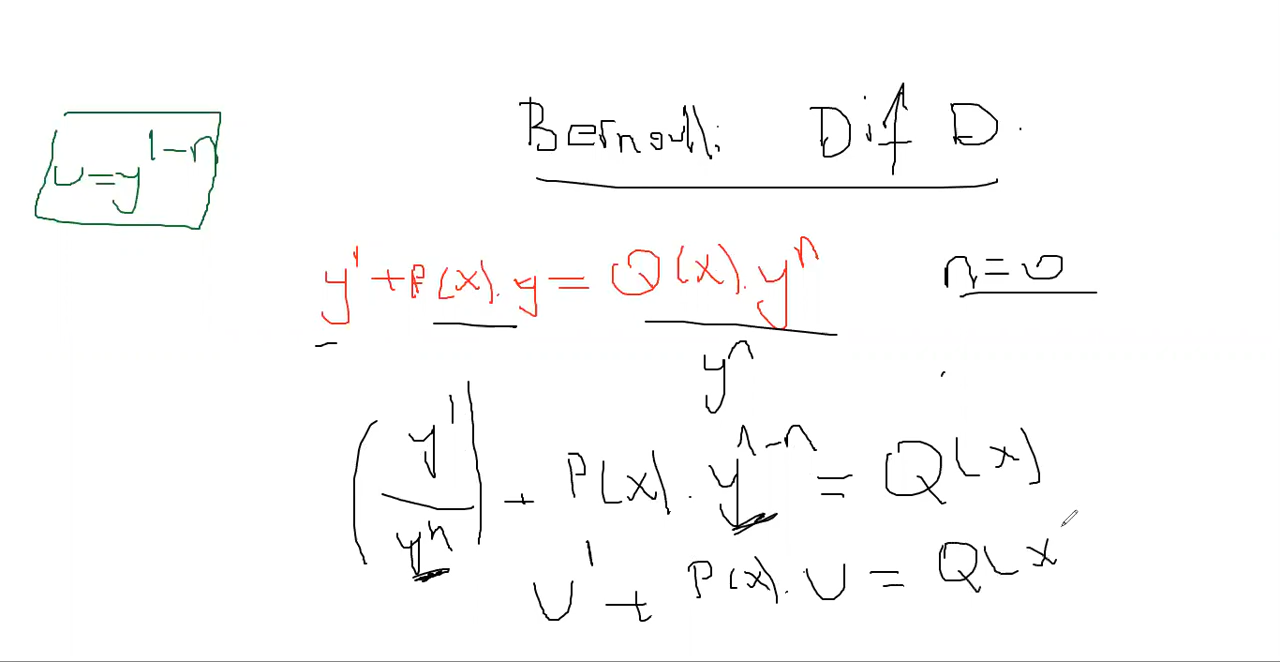 u=y^{1-n}
Bernoulli Dif D.
y' + P(x).y = Q(x).y^n
n=0
y^n
(y'/y^n) + P(x).y^{1-n} = Q(x)
U' + P(x).U = Q(x